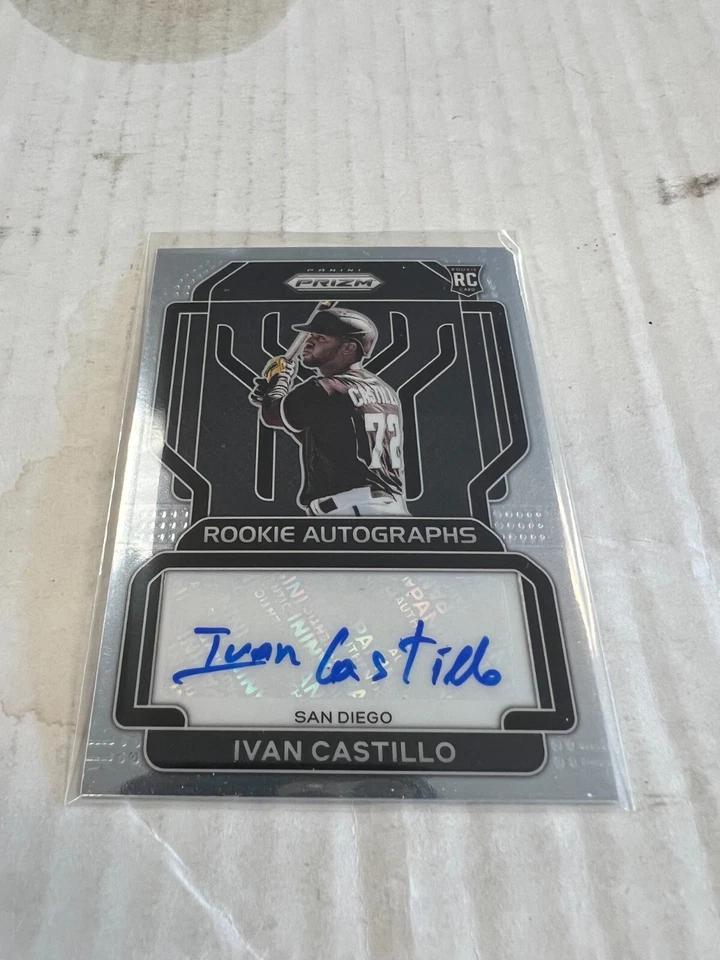 PANINI
PRIZM
ROOKIE
RC
CARD
CASTILLO
72
ROOKIE AUTOGRAPHS
Ivan Castillo
SAN DIEGO
IVAN CASTILLO